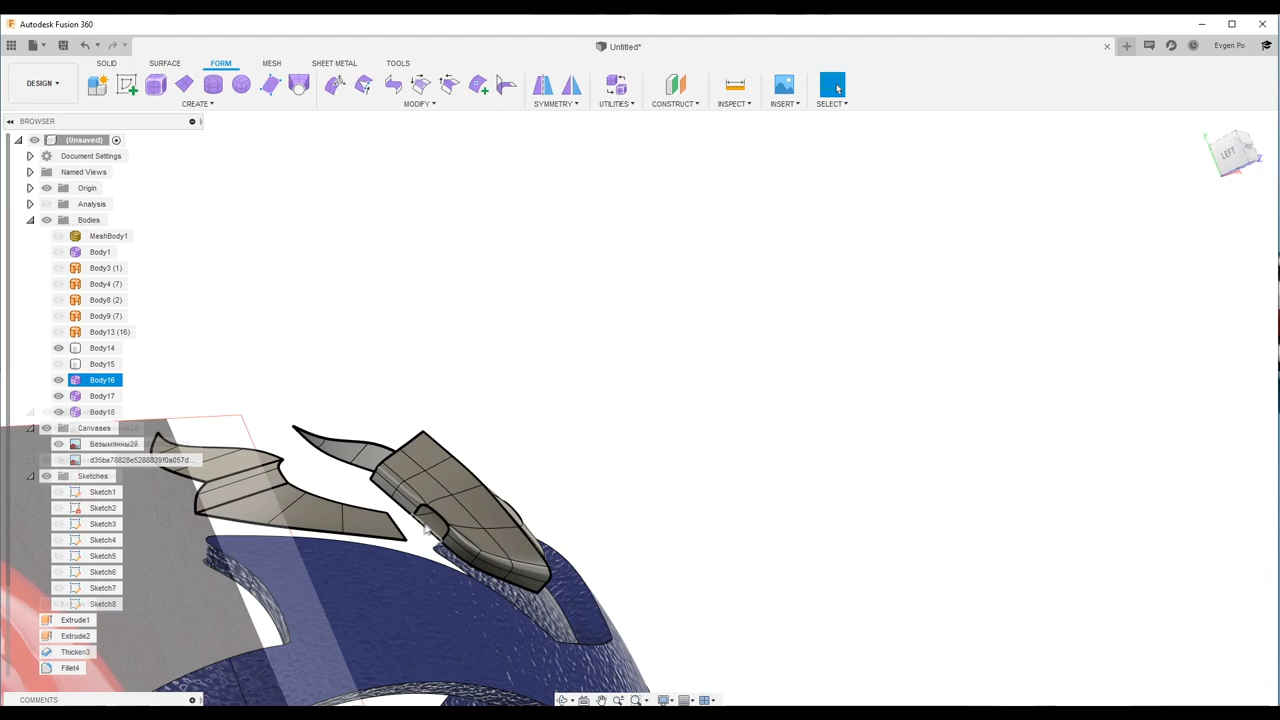 Autodesk Fusion 360
Untitled*
Evgen Po
DESIGN
SOLID
SURFACE
FORM
MESH
SHEET METAL
TOOLS
CREATE
MODIFY
SYMMETRY
UTILITIES
CONSTRUCT
INSPECT
INSERT
SELECT
BROWSER
(Unsaved)
Document Settings
Named Views
Origin
Analysis
Bodies
MeshBody1
Body1
Body3 (1)
Body4 (7)
Body8 (2)
Body9 (7)
Body13 (16)
Body14
Body15
Body16
Body17
Body18
Canvases
Безымянны2й
d35ba78828e5288839f0a057d...
Sketches
Sketch1
Sketch2
Sketch3
Sketch4
Sketch5
Sketch6
Sketch7
Sketch8
Extrude1
Extrude2
Thicken3
Fillet4
COMMENTS
Y
LEFT
Z